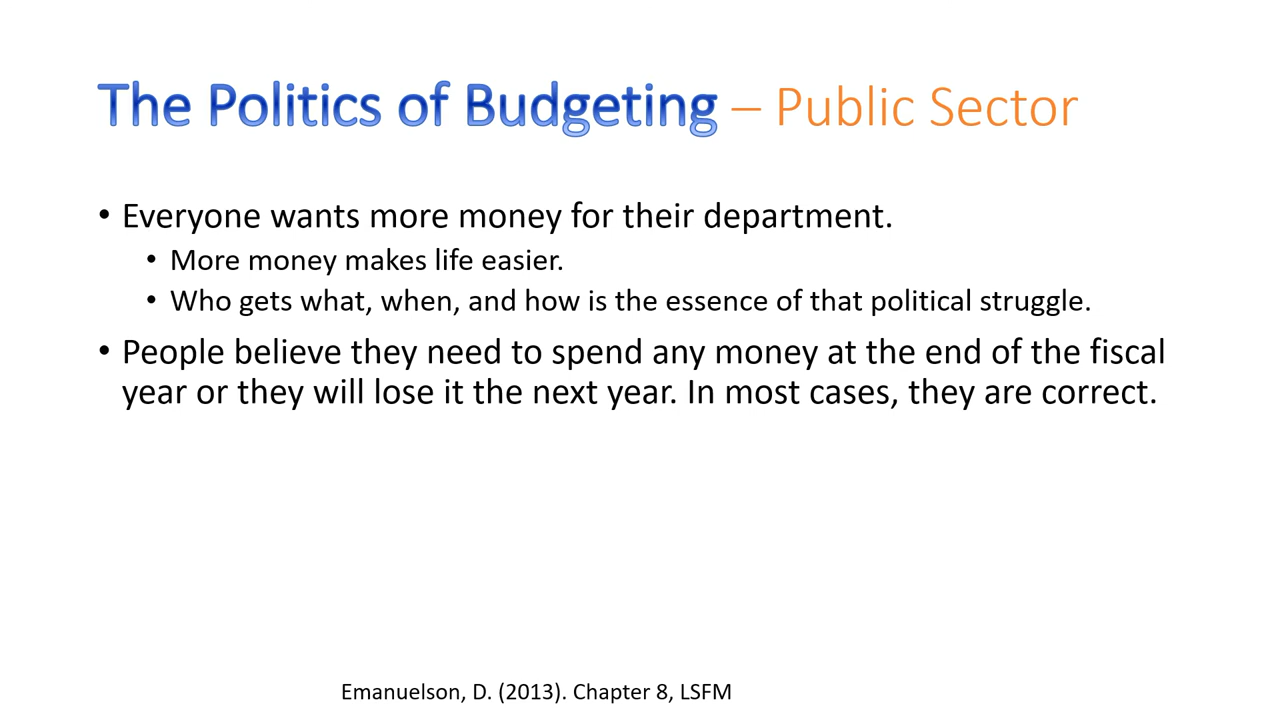 The Politics of Budgeting – Public Sector
• Everyone wants more money for their department.
• More money makes life easier.
• Who gets what, when, and how is the essence of that political struggle.
• People believe they need to spend any money at the end of the fiscal
year or they will lose it the next year. In most cases, they are correct.
Emanuelson, D. (2013). Chapter 8, LSFM